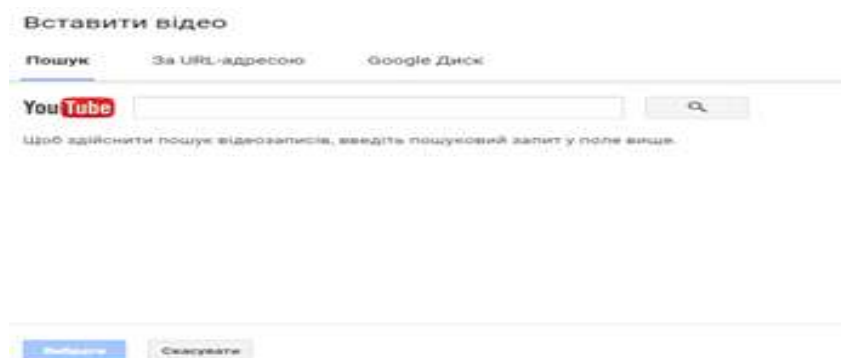 Вставити відео
Пошук За URL-адресою Google Диск
YouTube
Щоб здійснити пошук відеозаписів, введіть пошуковий запит у поле вище.
Вибрати Скасувати